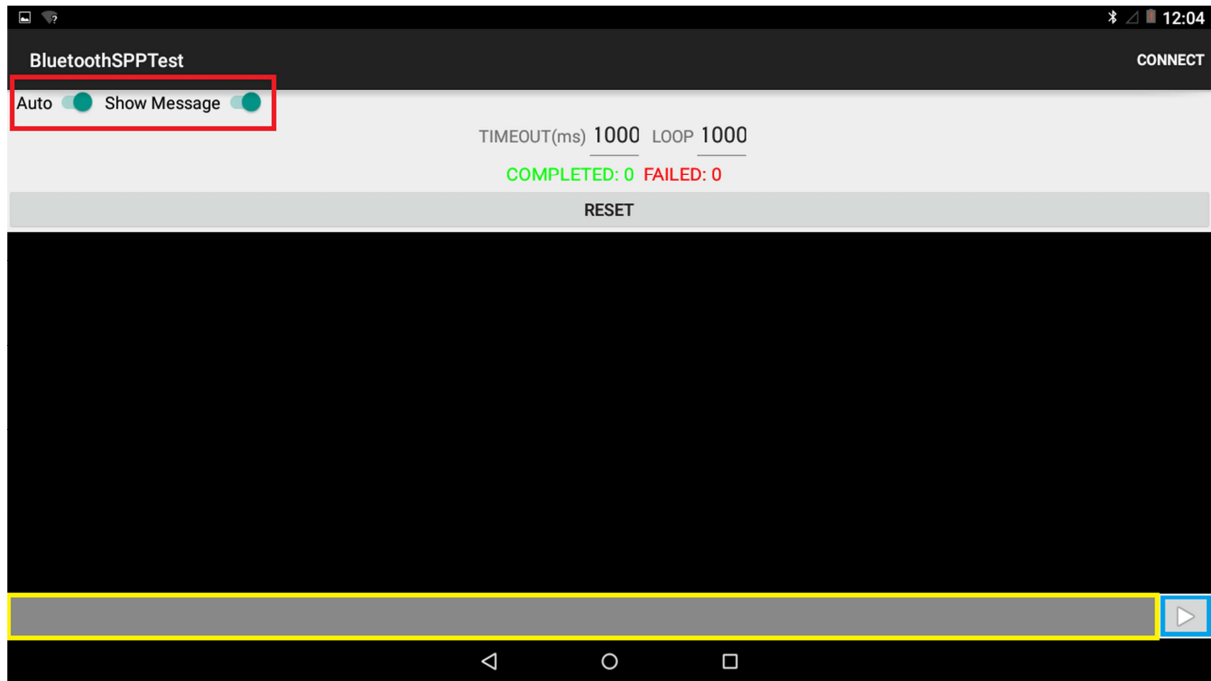 12:04
BluetoothSPPTest CONNECT
Auto Show Message
TIMEOUT(ms) 1000 LOOP 1000
COMPLETED: 0 FAILED: 0
RESET